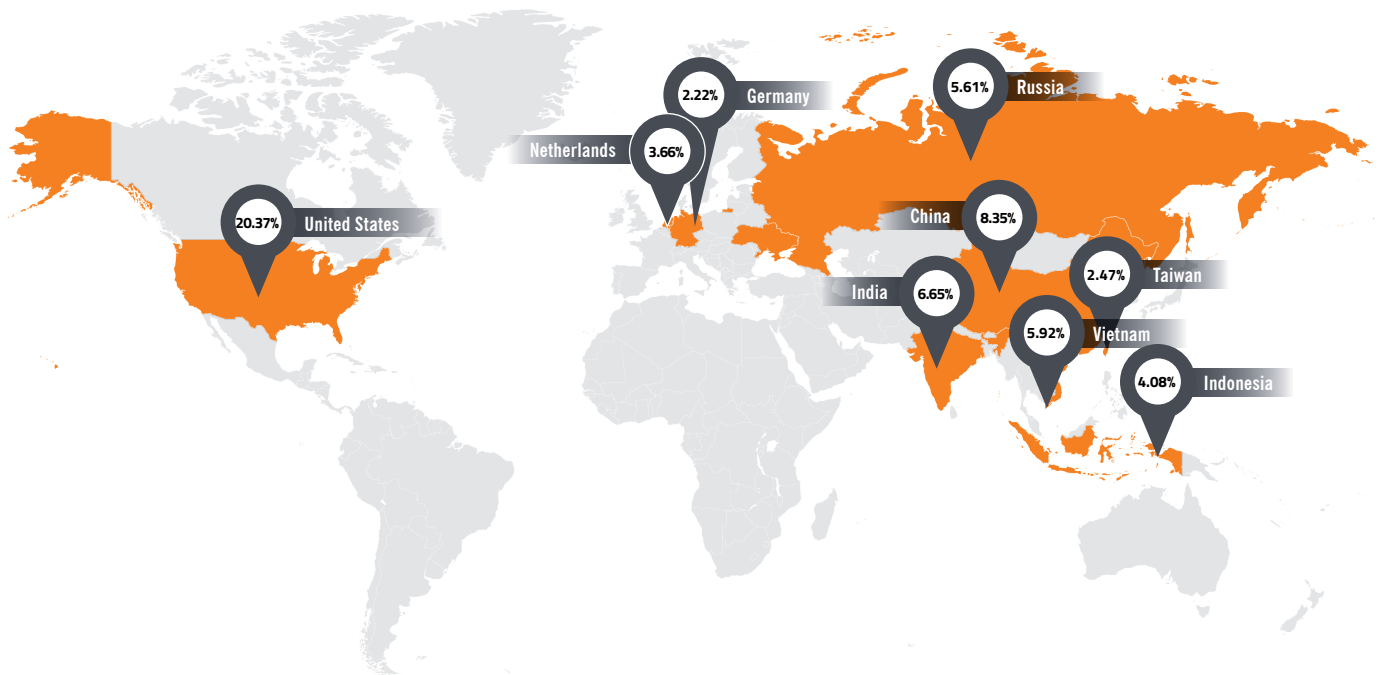 2.22% Germany
5.61% Russia
Netherlands 3.66%
20.37% United States
China 8.35%
2.47% Taiwan
India 6.65%
5.92% Vietnam
4.08% Indonesia